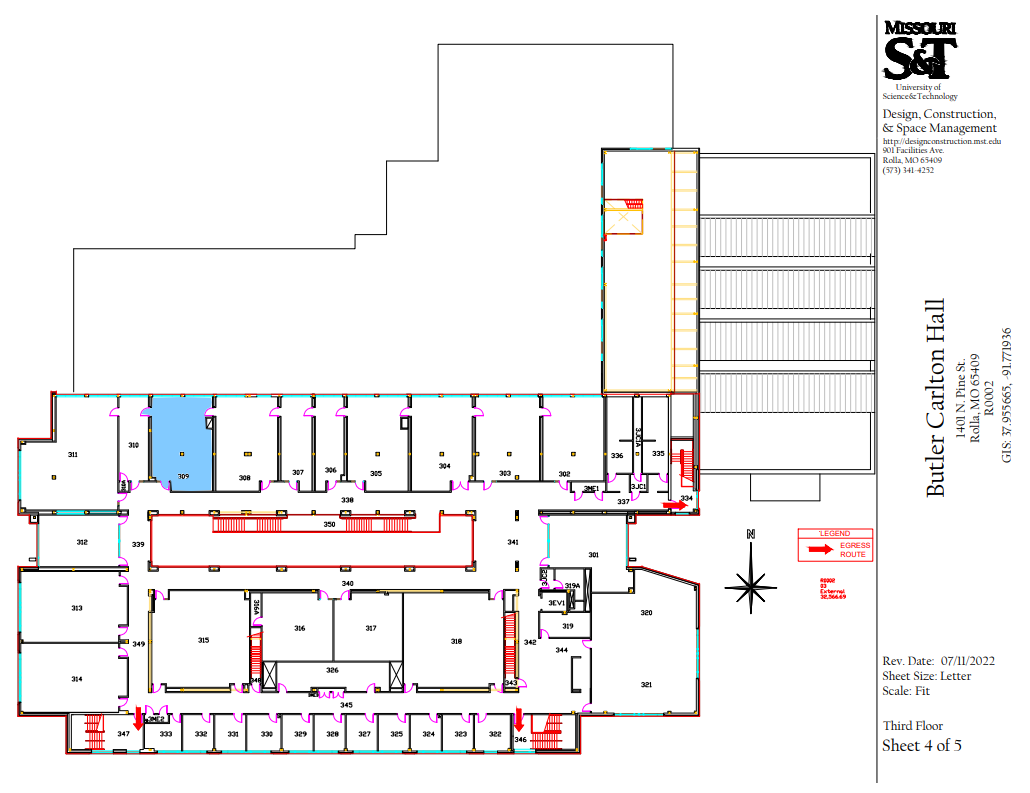 MISSOURI
S&T
University of
Science&Technology
Design, Construction,
& Space Management
http://designconstruction.mst.edu
901 Facilities Ave.
Rolla, MO 65409
(573) 341-4252
Butler Carlton Hall
1401 N. Pine St.
Rolla, MO 65409
R0002
GIS: 37.955665, -91.771936
311
310
309
308
307
306
305
304
303
302
336
3JC1A
335
3ME1
3JC1
337
334
338
350
312
339
341
301
340
3JC2
319A
3EV1
319
320
313
349
315
316A
316
317
318
342
344
314
326
348
343
321
345
347
3ME2
333
332
331
330
329
328
327
325
324
323
322
346
N
LEGEND
EGRESS
ROUTE
R0002
03
External
32,366.69
Rev. Date: 07/11/2022
Sheet Size: Letter
Scale: Fit
Third Floor
Sheet 4 of 5